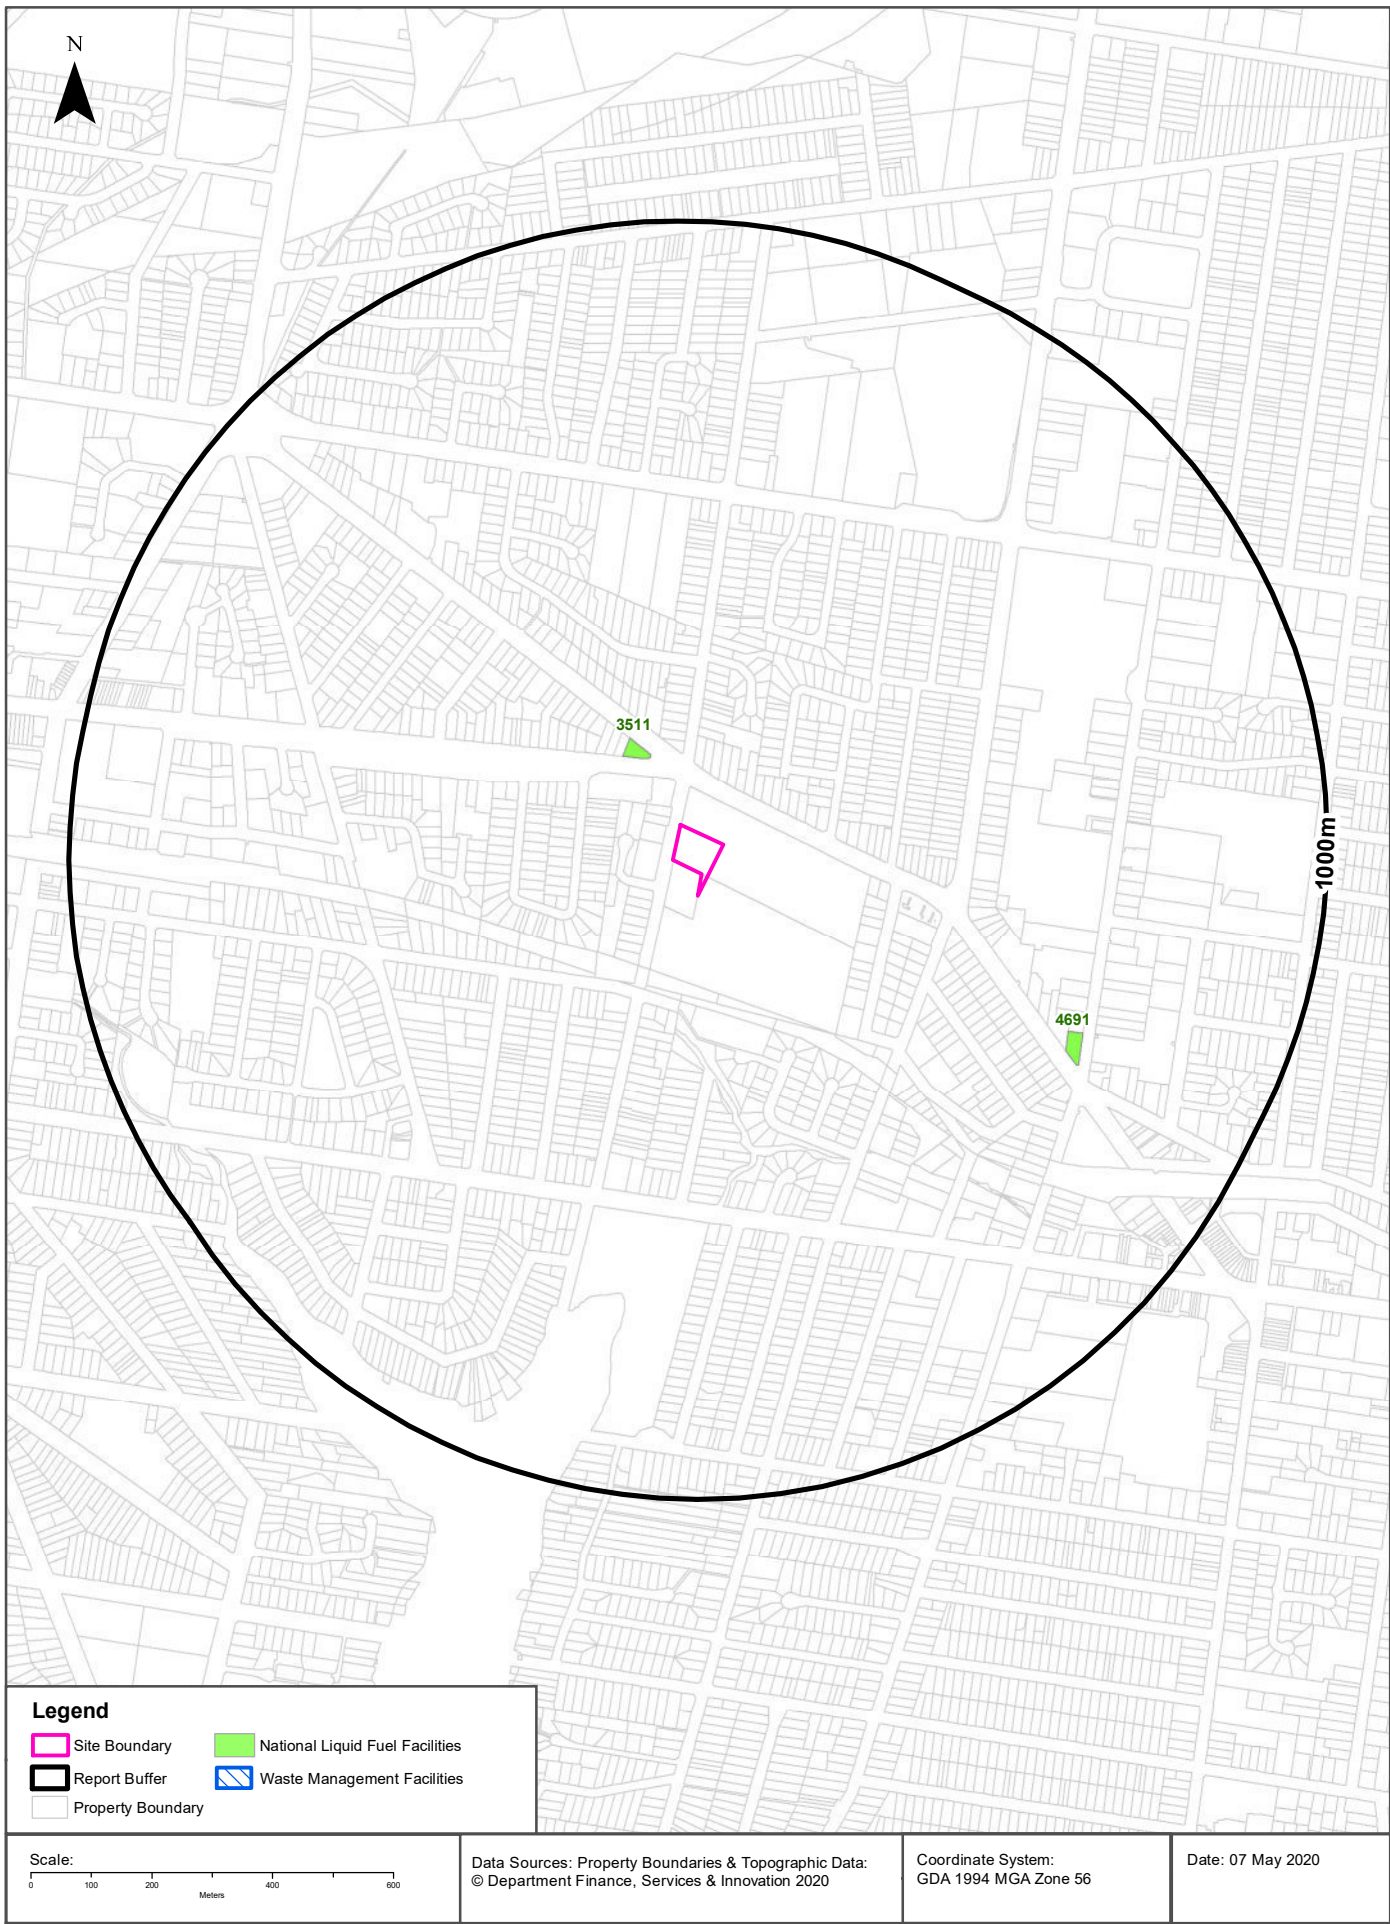 N
3511
1000m
4691
Legend
Site Boundary
National Liquid Fuel Facilities
Report Buffer
Waste Management Facilities
Property Boundary
Scale:
0 100 200 400 600
Meters
Data Sources: Property Boundaries & Topographic Data:
© Department Finance, Services & Innovation 2020
Coordinate System:
GDA 1994 MGA Zone 56
Date: 07 May 2020